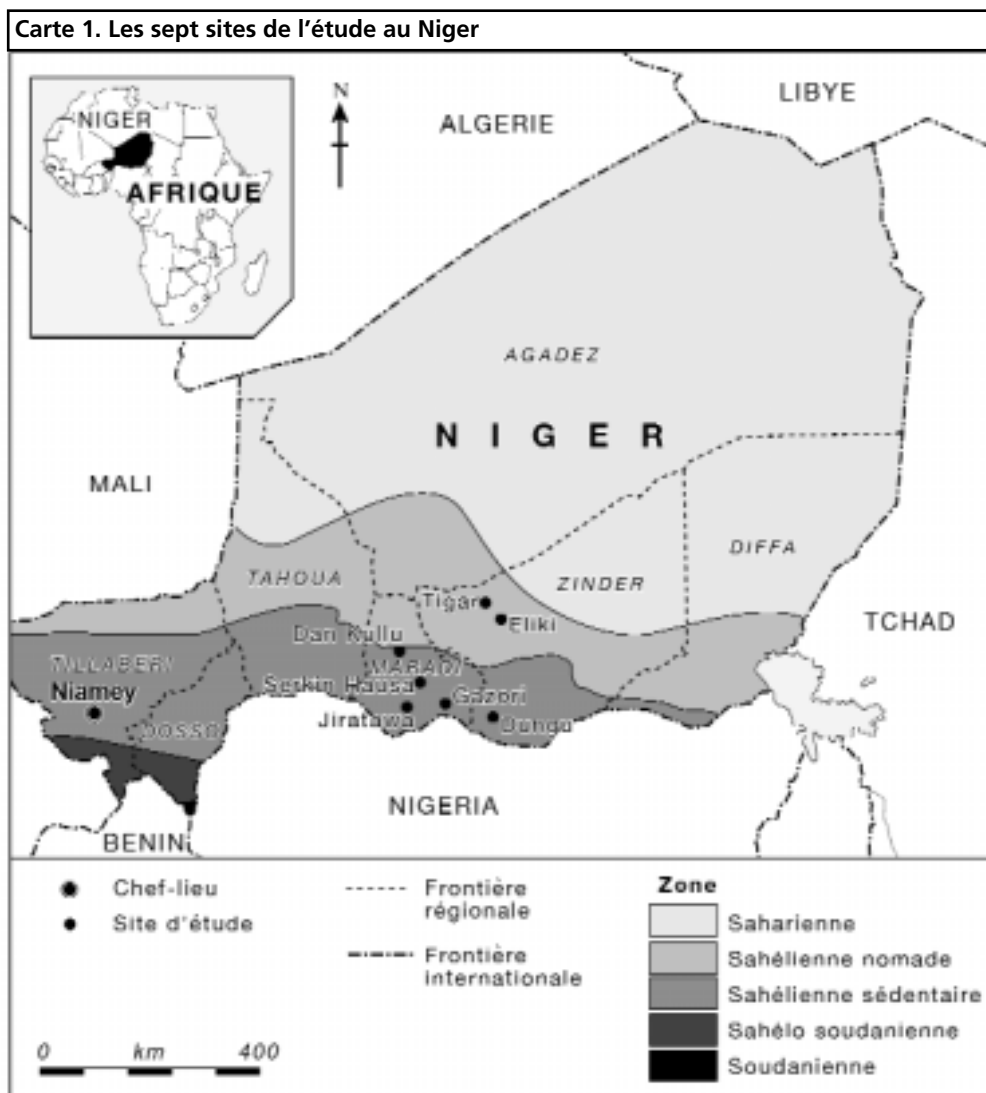 Carte 1. Les sept sites de l'étude au Niger
NIGER
AFRIQUE
N
ALGERIE
LIBYE
AGADEZ
NIGER
MALI
DIFFA
TAHOUA
ZINDER
Tigar
Eliki
TCHAD
Dan Kullu
TILLABERI
MARADI
Niamey
Serkin Hausa
Gazori
DOSSO
Jiratawa
Jungu
NIGERIA
BENIN
Chef-lieu
Site d'étude
Frontière
régionale
Frontière
internationale
Zone
Saharienne
Sahélienne nomade
Sahélienne sédentaire
Sahélo soudanienne
Soudanienne
0 km 400